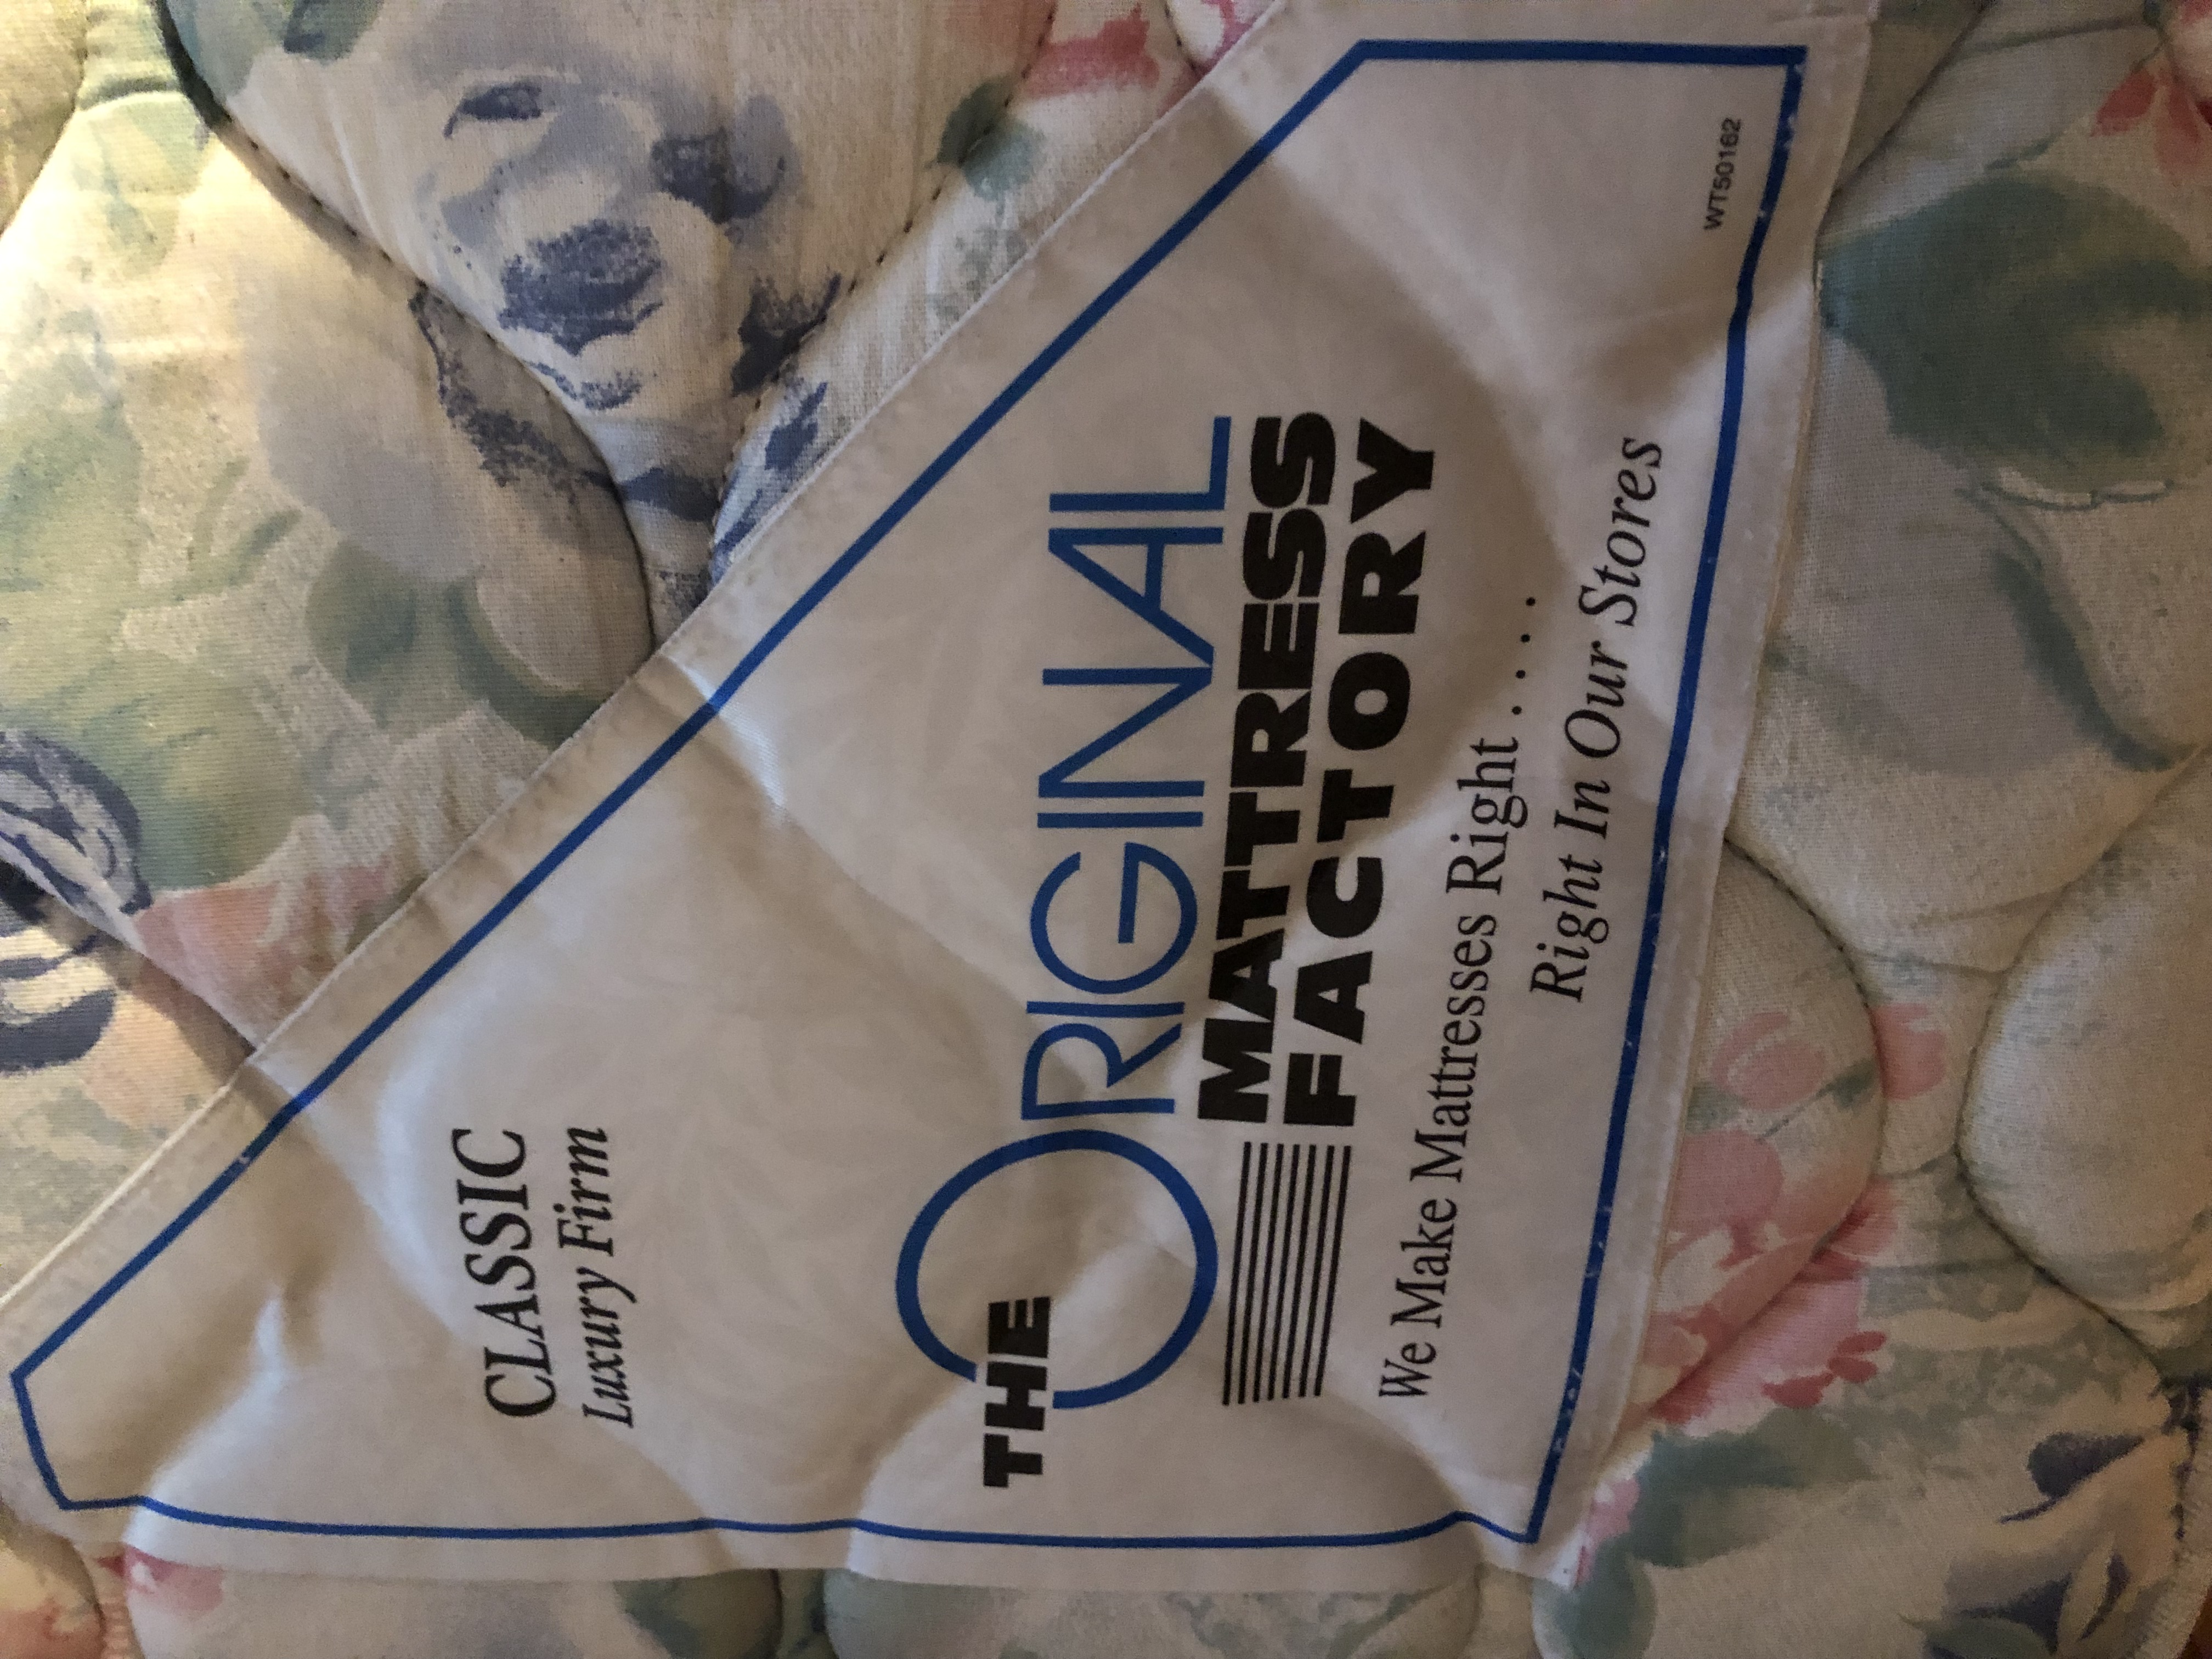 CLASSIC
Luxury Firm
THE ORIGINAL
MATTRESS
FACTORY
We Make Mattresses Right . . . . .
Right In Our Stores
WT50162